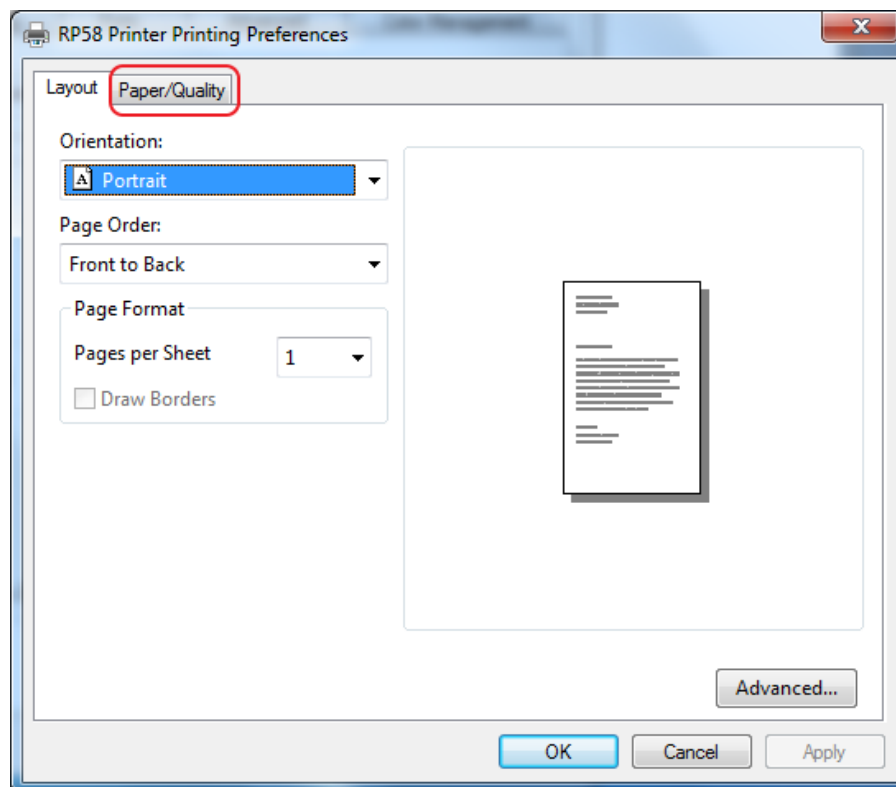 RP58 Printer Printing Preferences
Layout
Paper/Quality
Orientation:
Portrait
Page Order:
Front to Back
Page Format
Pages per Sheet
1
Draw Borders
Advanced...
OK
Cancel
Apply